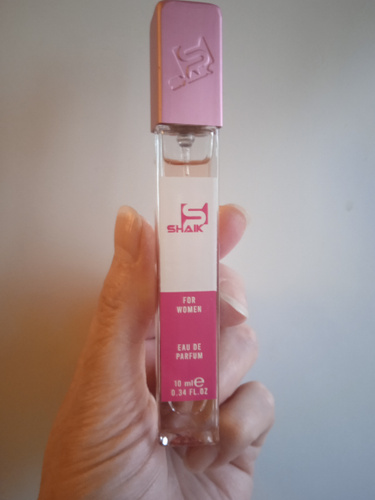 S
SHAIK
FOR
WOMEN
EAU DE
PARFUM
10 ml℮
0.34 FL.OZ